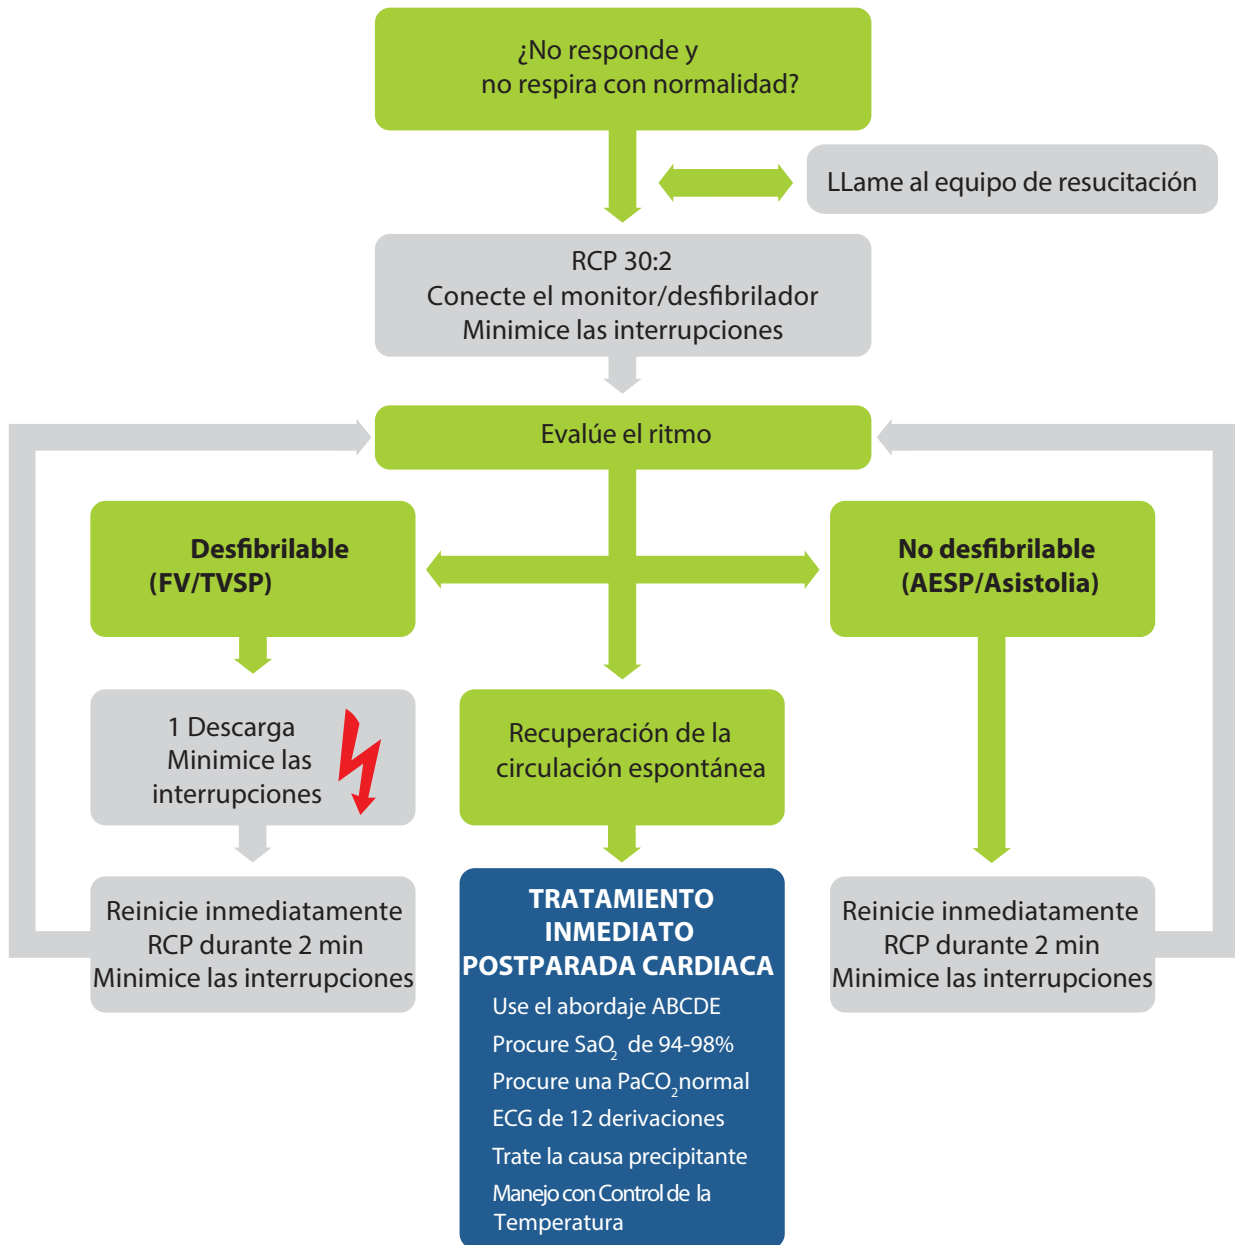 ¿No responde y
no respira con normalidad?
LLame al equipo de resucitación
RCP 30:2
Conecte el monitor/desfibrilador
Minimice las interrupciones
Evalúe el ritmo
Desfibrilable
(FV/TVSP)
No desfibrilable
(AESP/Asistolia)
1 Descarga
Minimice las
interrupciones
Recuperación de la
circulación espontánea
Reinicie inmediatamente
RCP durante 2 min
Minimice las interrupciones
TRATAMIENTO
INMEDIATO
POSTPARADA CARDIACA
Use el abordaje ABCDE
Procure SaO₂ de 94-98%
Procure una PaCO₂ normal
ECG de 12 derivaciones
Trate la causa precipitante
Manejo con Control de la
Temperatura
Reinicie inmediatamente
RCP durante 2 min
Minimice las interrupciones